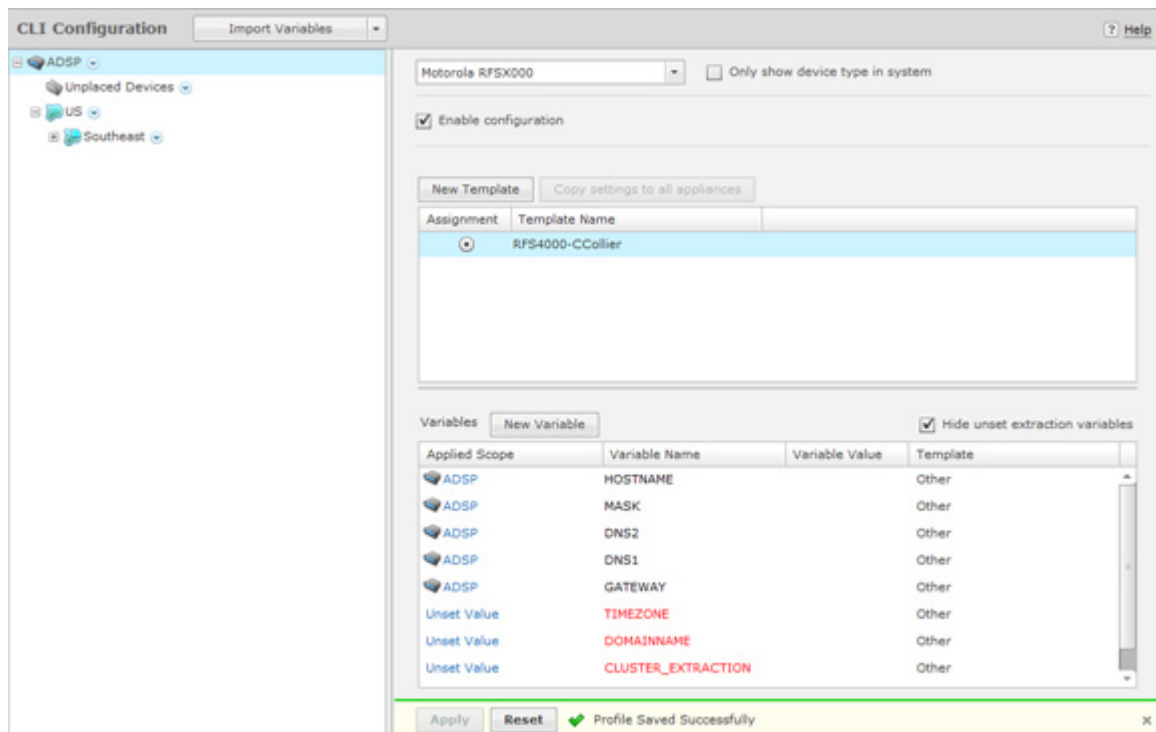 CLI Configuration
Import Variables
? Help
ADSP
Unplaced Devices
US
Southeast
Motorola RFSX000
Only show device type in system
Enable configuration
New Template
Copy settings to all appliances
Assignment Template Name
RFS4000-CCollier
Variables New Variable
Hide unset extraction variables
Applied Scope Variable Name Variable Value Template
ADSP HOSTNAME Other
ADSP MASK Other
ADSP DNS2 Other
ADSP DNS1 Other
ADSP GATEWAY Other
Unset Value TIMEZONE Other
Unset Value DOMAINNAME Other
Unset Value CLUSTER_EXTRACTION Other
Apply Reset Profile Saved Successfully